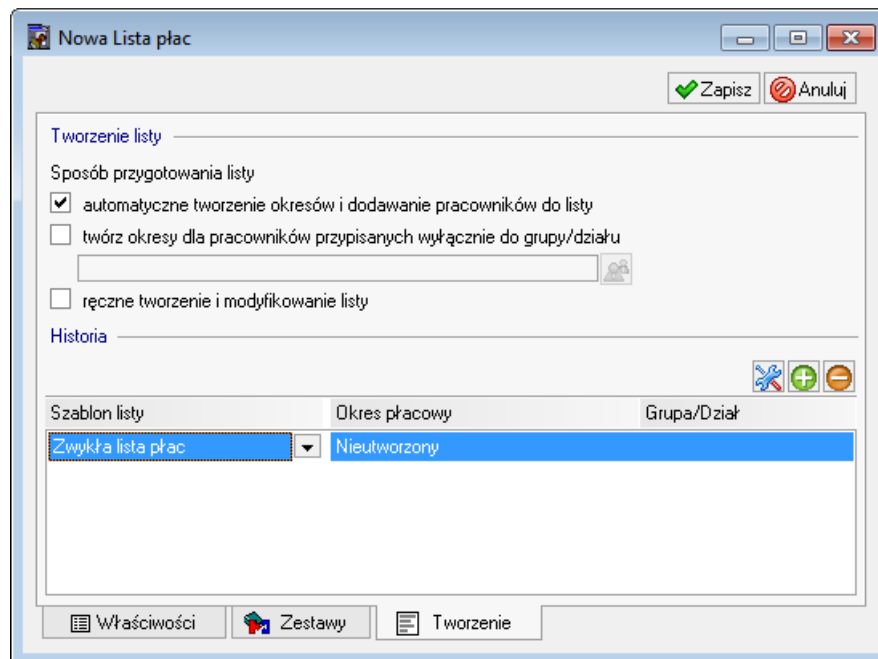 Nowa Lista płac
Zapisz Anuluj
Tworzenie listy
Sposób przygotowania listy
automatyczne tworzenie okresów i dodawanie pracowników do listy
twórz okresy dla pracowników przypisanych wyłącznie do grupy/działu
ręczne tworzenie i modyfikowanie listy
Historia
Szablon listy Okres płacowy Grupa/Dział
Zwykła lista płac Nieutworzony
Właściwości Zestawy Tworzenie